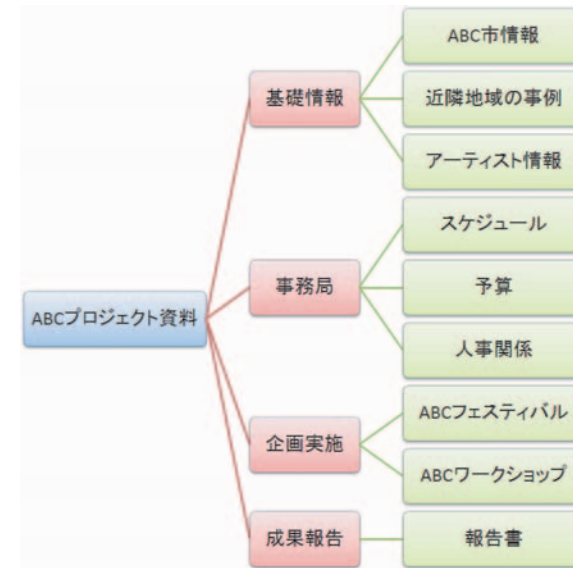 ABCプロジェクト資料
基礎情報
ABC市情報
近隣地域の事例
アーティスト情報
事務局
スケジュール
予算
人事関係
企画実施
ABCフェスティバル
ABCワークショップ
成果報告
報告書